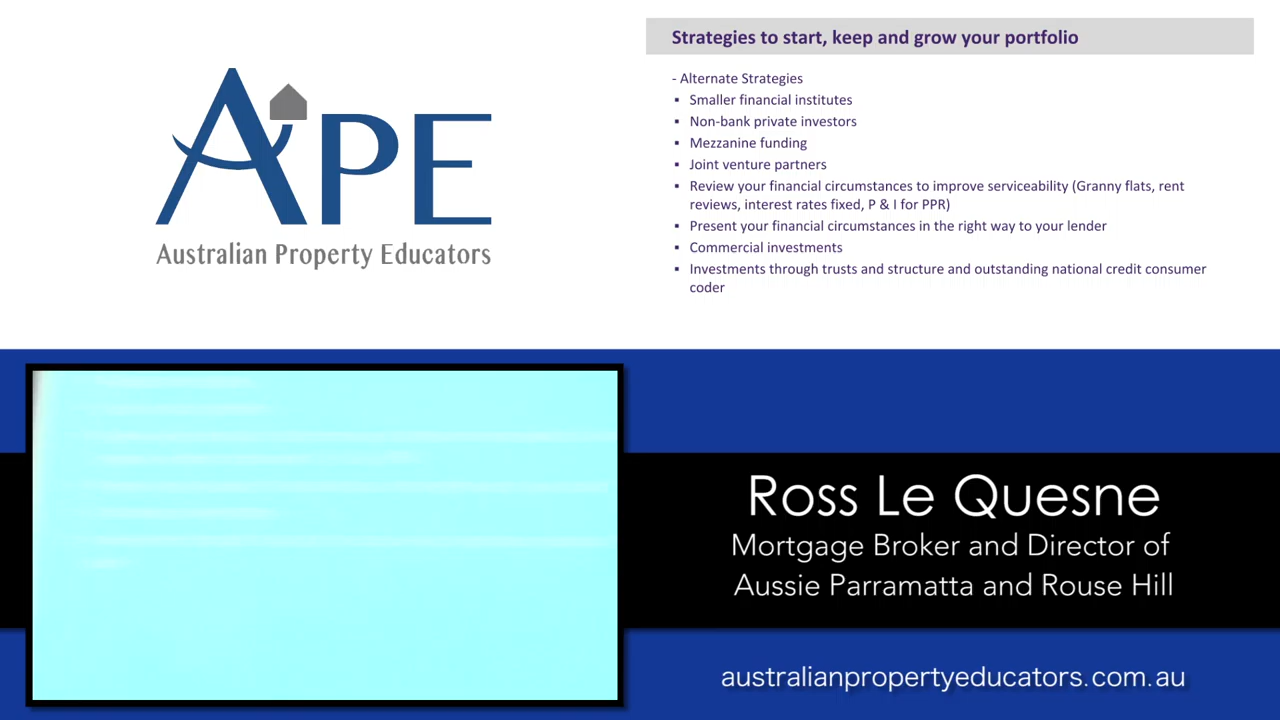 APE
Australian Property Educators
Strategies to start, keep and grow your portfolio
- Alternate Strategies
▪ Smaller financial institutes
▪ Non-bank private investors
▪ Mezzanine funding
▪ Joint venture partners
▪ Review your financial circumstances to improve serviceability (Granny flats, rent
reviews, interest rates fixed, P & I for PPR)
▪ Present your financial circumstances in the right way to your lender
▪ Commercial investments
▪ Investments through trusts and structure and outstanding national credit consumer
coder
Ross Le Quesne
Mortgage Broker and Director of
Aussie Parramatta and Rouse Hill
australianpropertyeducators.com.au